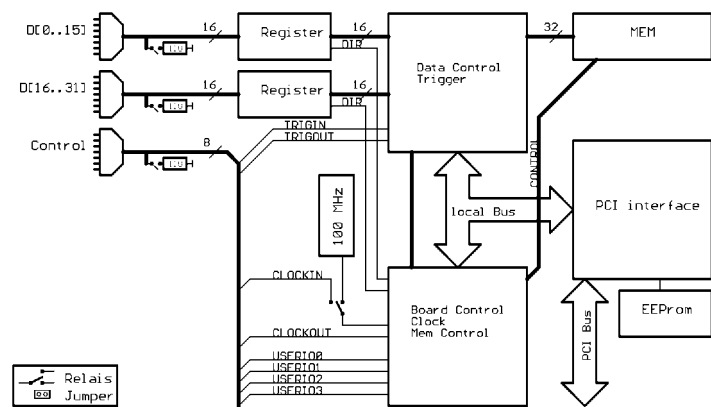 D[0..15]
16
Register
DIR
16
Data Control
Trigger
32
MEM
D[16..31]
16
Register
DIR
16
Control
8
TRIGIN
TRIGOUT
CONTROL
100 MHz
local Bus
PCI interface
CLOCKIN
Board Control
Clock
Mem Control
EEProm
CLOCKOUT
PCI Bus
USERIO0
USERIO1
USERIO2
USERIO3
Relais
Jumper